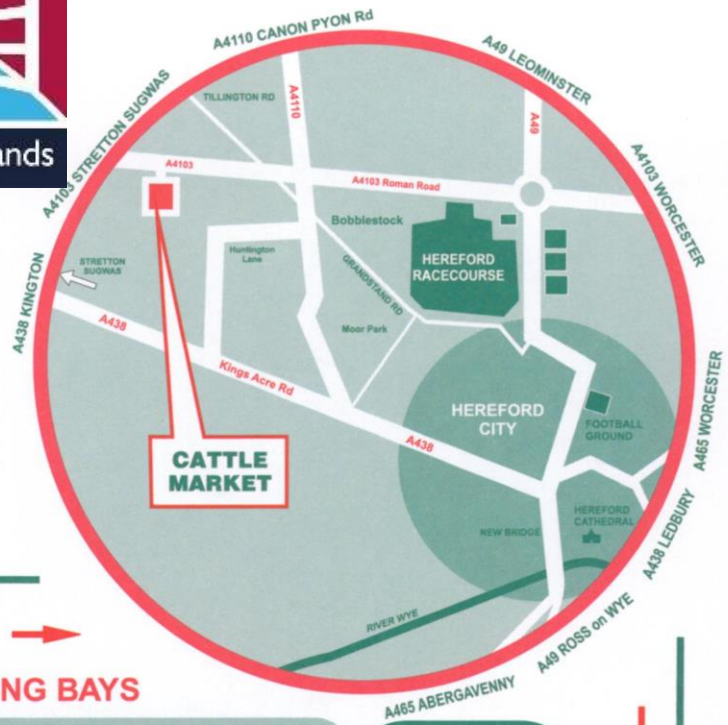 ands
A4110 CANON PYON Rd
A49 LEOMINSTER
A4103 STRETTON SUGWAS
A4103 WORCESTER
TILLINGTON RD
A4110
A49
A4103
A4103 Roman Road
Bobblestock
HEREFORD
RACECOURSE
Huntington
Lane
GRANDSTAND RD
STRETTON
SUGWAS
A438 KINGTON
A438
Moor Park
Kings Acre Rd
HEREFORD
CITY
FOOTBALL
GROUND
A465 WORCESTER
A438
CATTLE
MARKET
HEREFORD
CATHEDRAL
NEW BRIDGE
A438 LEDBURY
RIVER WYE
A49 ROSS on WYE
A465 ABERGAVENNY
NG BAYS